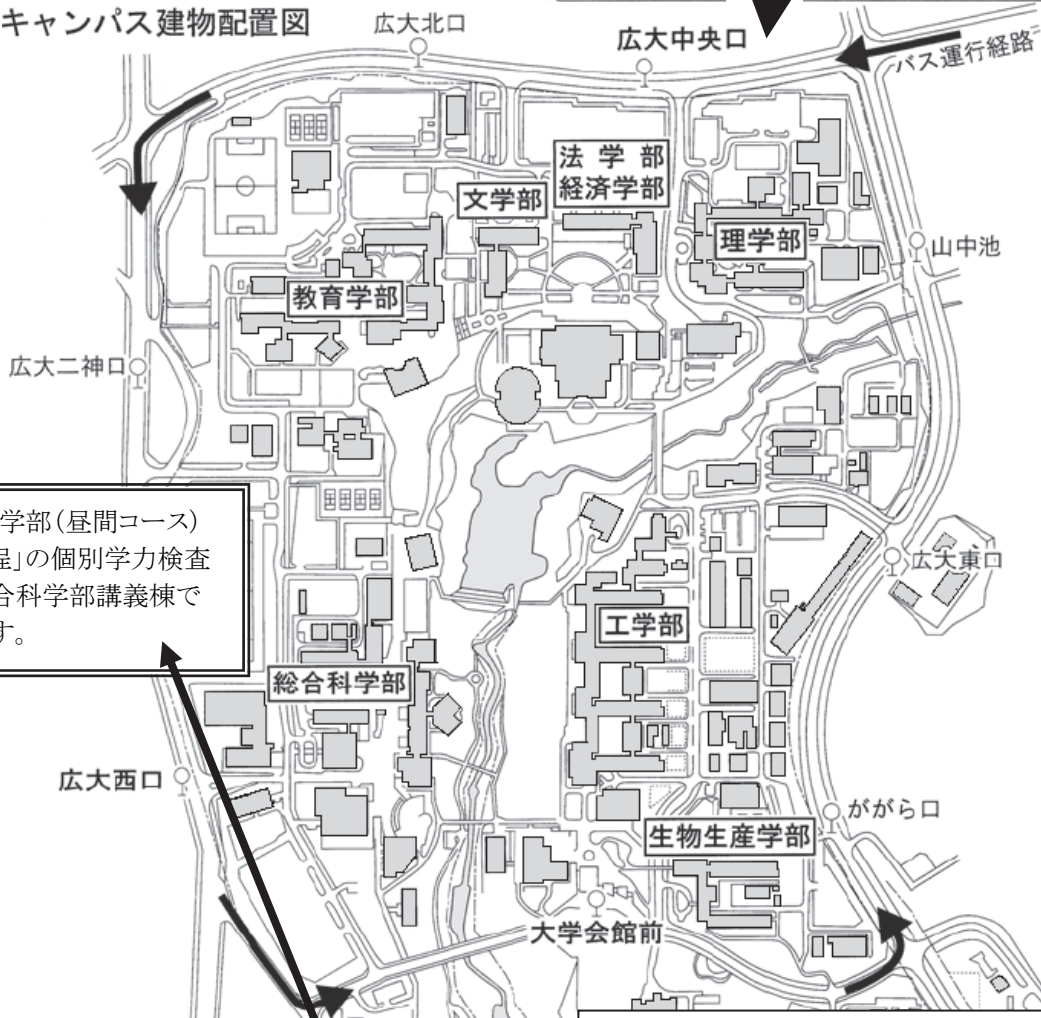 キャンパス建物配置図
広大北口
広大中央口
バス運行経路
法学部
経済学部
文学部
理学部
山中池
教育学部
広大二神口
学部(昼間コース)
程」の個別学力検査
合科学部講義棟で
す。
広大東口
工学部
総合科学部
広大西口
ががら口
生物生産学部
大学会館前